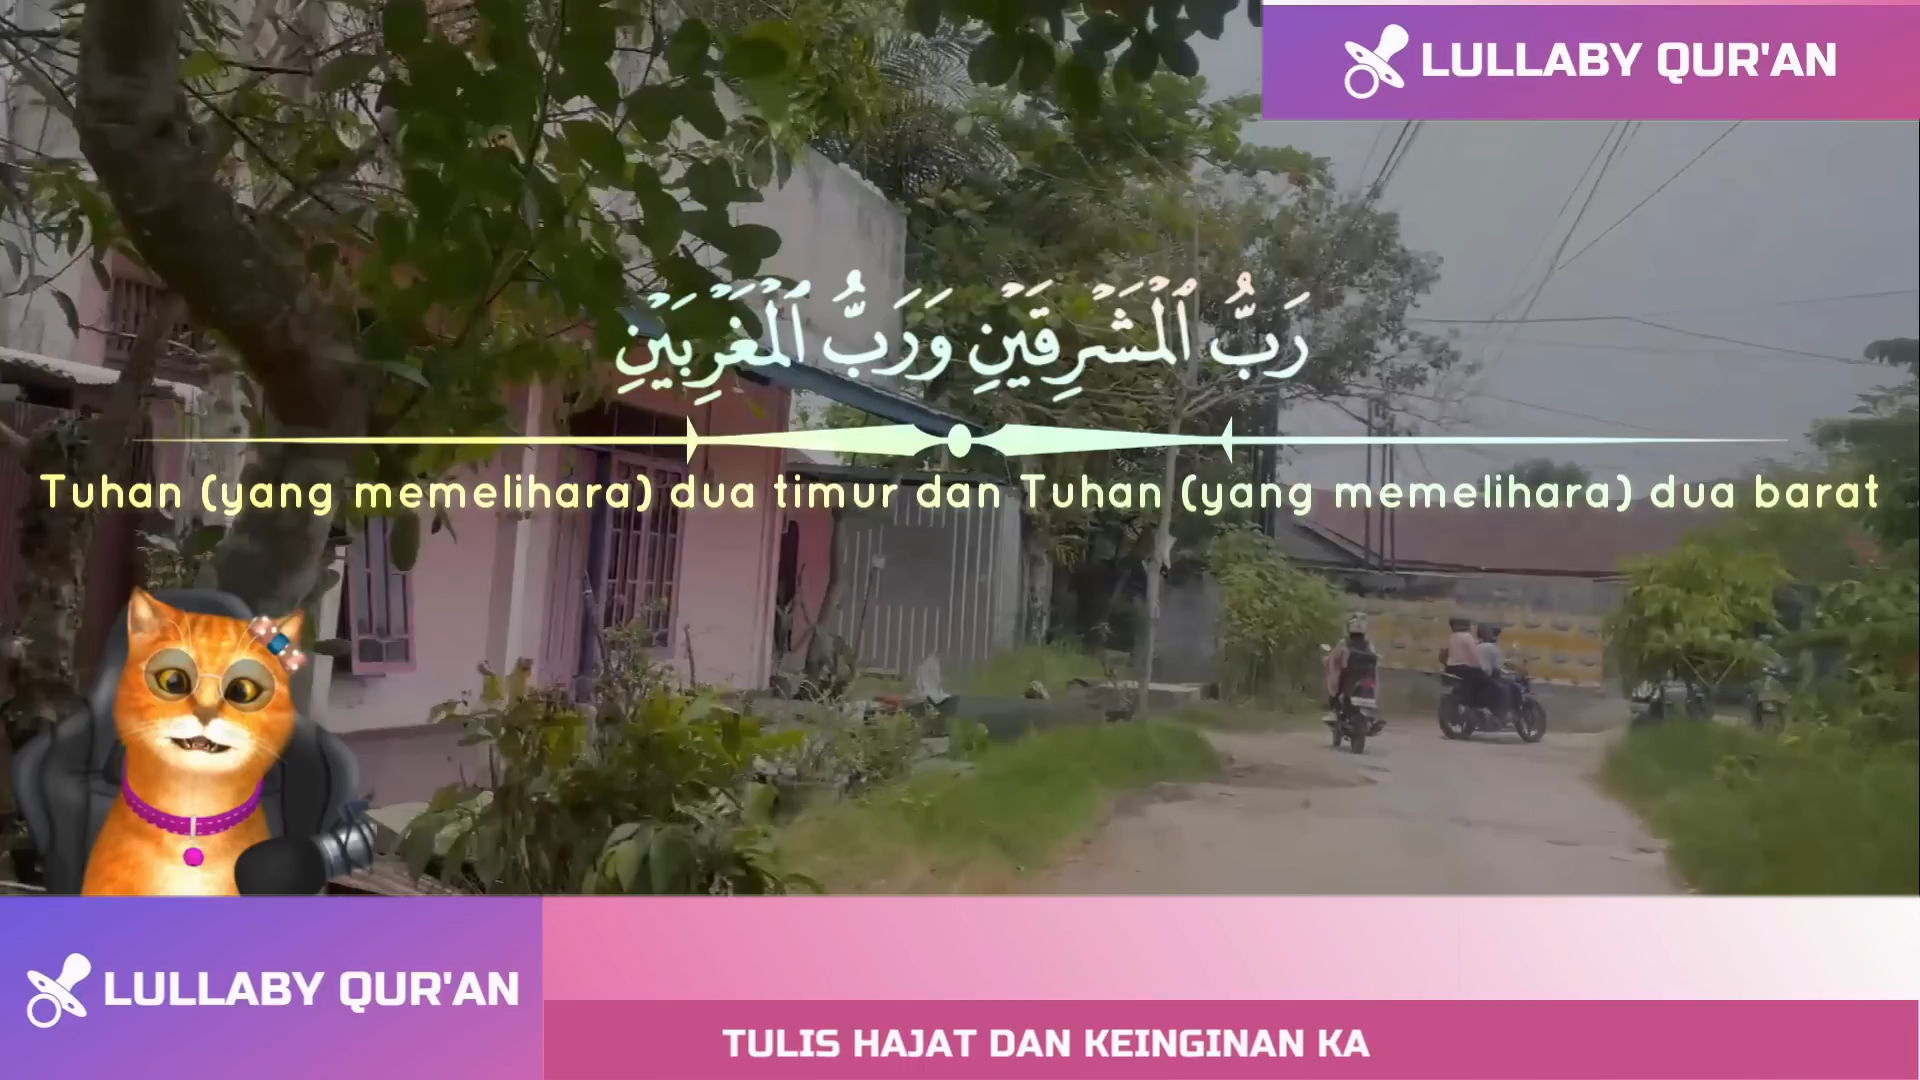 LULLABY QUR'AN
رَبُّ ٱلْمَشْرِقَيْنِ وَرَبُّ ٱلْمَغْرِبَيْنِ
Tuhan (yang memelihara) dua timur dan Tuhan (yang memelihara) dua barat
LULLABY QUR'AN
TULIS HAJAT DAN KEINGINAN KA